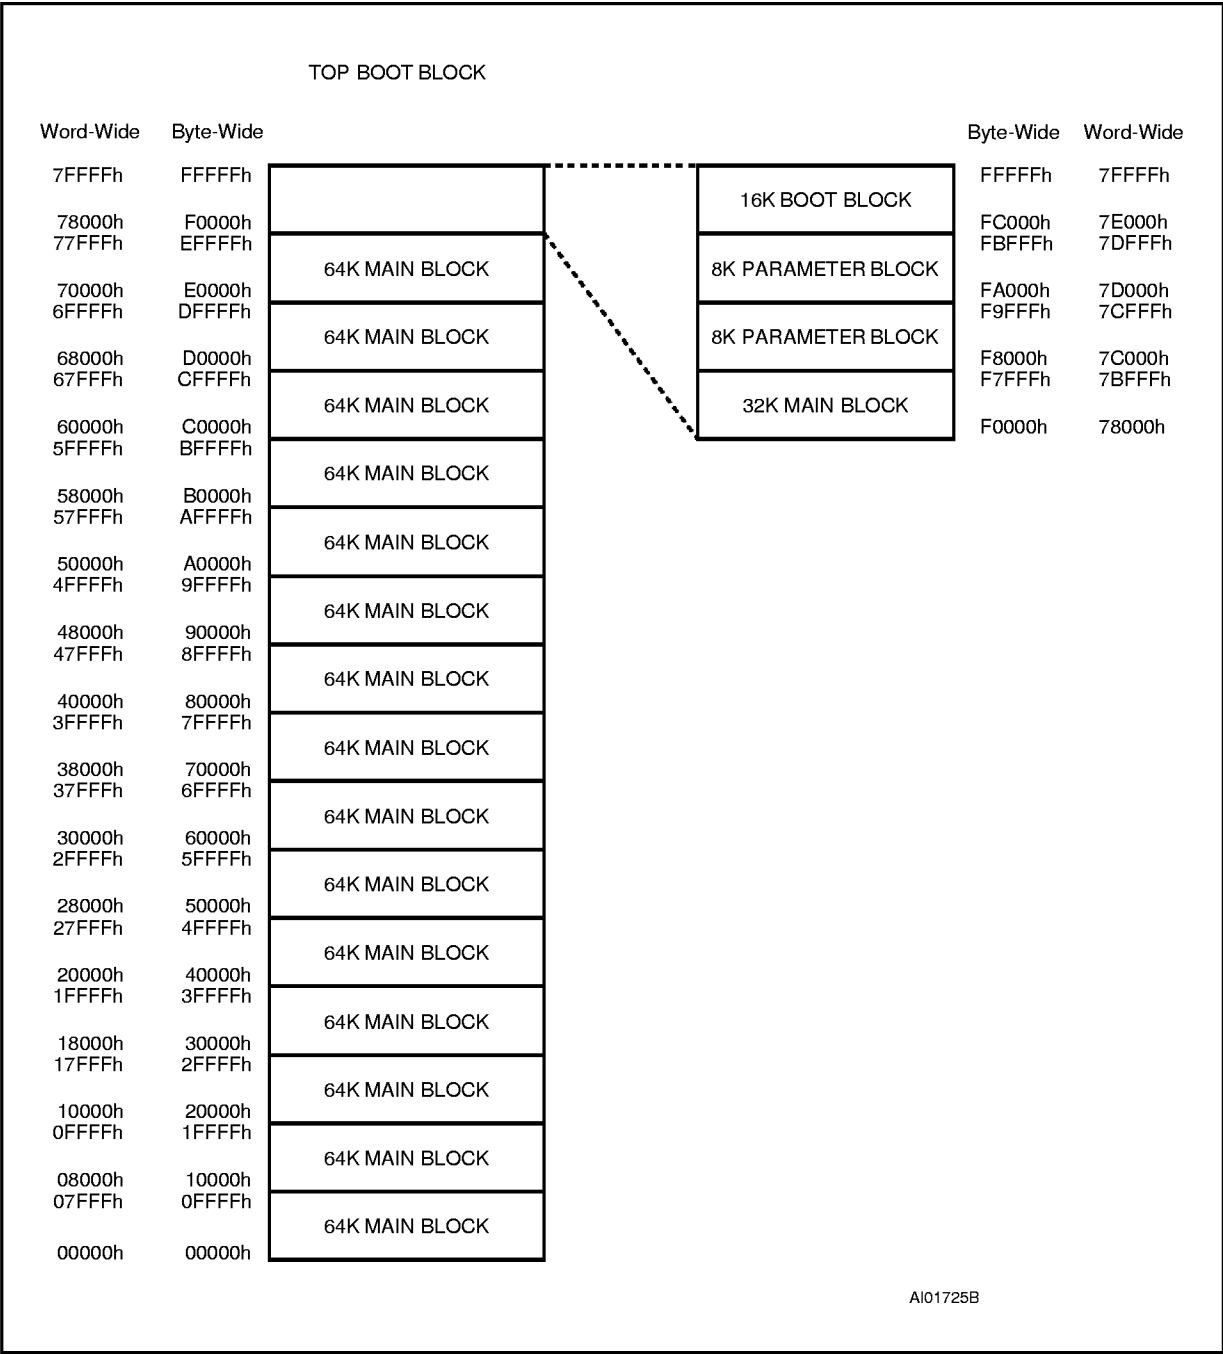 TOP BOOT BLOCK
Word-Wide Byte-Wide Byte-Wide Word-Wide
7FFFFh FFFFFh FFFFFh 7FFFFh
16K BOOT BLOCK
78000h F0000h FC000h 7E000h
77FFFh EFFFFh FBFFFh 7DFFFh
64K MAIN BLOCK 8K PARAMETER BLOCK
70000h E0000h FA000h 7D000h
6FFFFh DFFFFh F9FFFh 7CFFFh
64K MAIN BLOCK 8K PARAMETER BLOCK
68000h D0000h F8000h 7C000h
67FFFh CFFFFh F7FFFh 7BFFFh
64K MAIN BLOCK 32K MAIN BLOCK
60000h C0000h F0000h 78000h
5FFFFh BFFFFh
64K MAIN BLOCK
58000h B0000h
57FFFh AFFFFh
64K MAIN BLOCK
50000h A0000h
4FFFFh 9FFFFh
64K MAIN BLOCK
48000h 90000h
47FFFh 8FFFFh
64K MAIN BLOCK
40000h 80000h
3FFFFh 7FFFFh
64K MAIN BLOCK
38000h 70000h
37FFFh 6FFFFh
64K MAIN BLOCK
30000h 60000h
2FFFFh 5FFFFh
64K MAIN BLOCK
28000h 50000h
27FFFh 4FFFFh
64K MAIN BLOCK
20000h 40000h
1FFFFh 3FFFFh
64K MAIN BLOCK
18000h 30000h
17FFFh 2FFFFh
64K MAIN BLOCK
10000h 20000h
0FFFFh 1FFFFh
64K MAIN BLOCK
08000h 10000h
07FFFh 0FFFFh
64K MAIN BLOCK
00000h 00000h
AI01725B